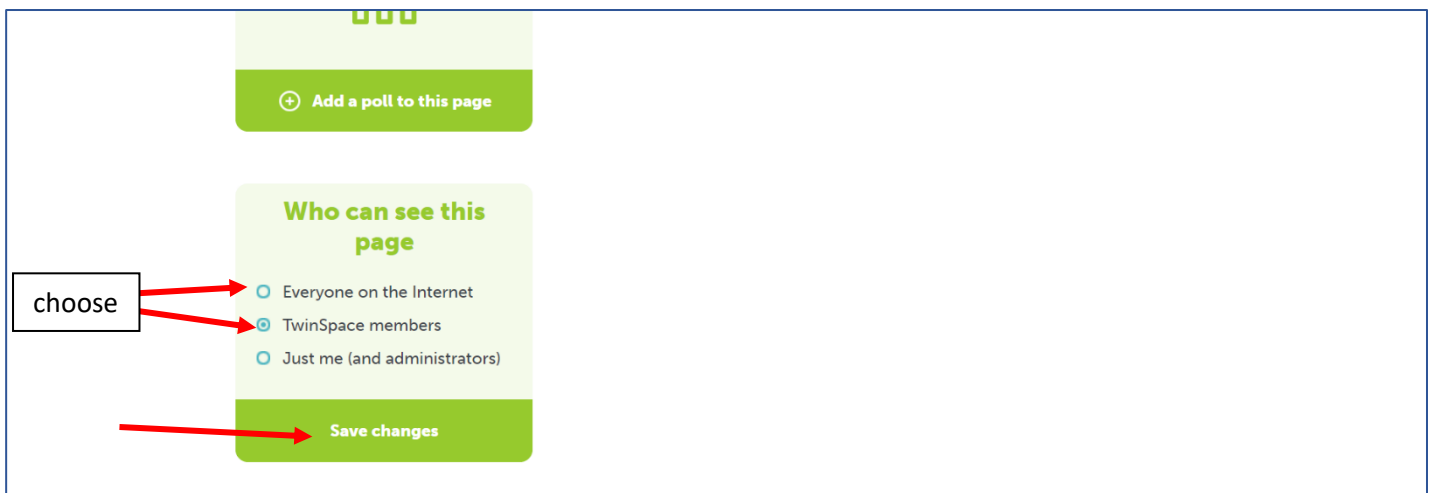 Add a poll to this page
Who can see this
page
choose
Everyone on the Internet
TwinSpace members
Just me (and administrators)
Save changes